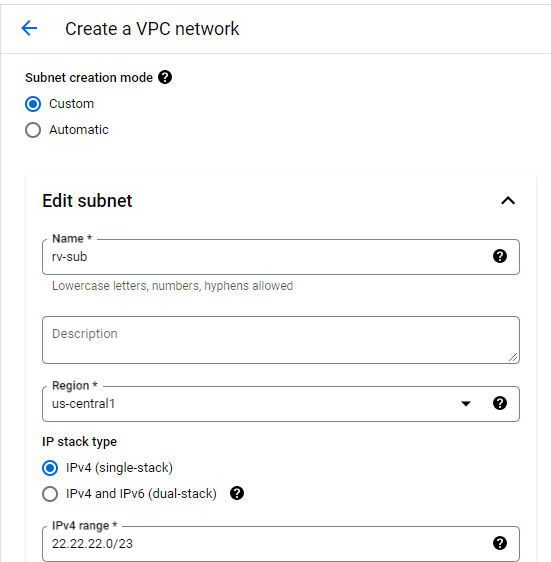 Create a VPC network
Subnet creation mode
Custom
Automatic
Edit subnet
Name *
rv-sub
Lowercase letters, numbers, hyphens allowed
Description
Region *
us-central1
IP stack type
IPv4 (single-stack)
IPv4 and IPv6 (dual-stack)
IPv4 range *
22.22.22.0/23